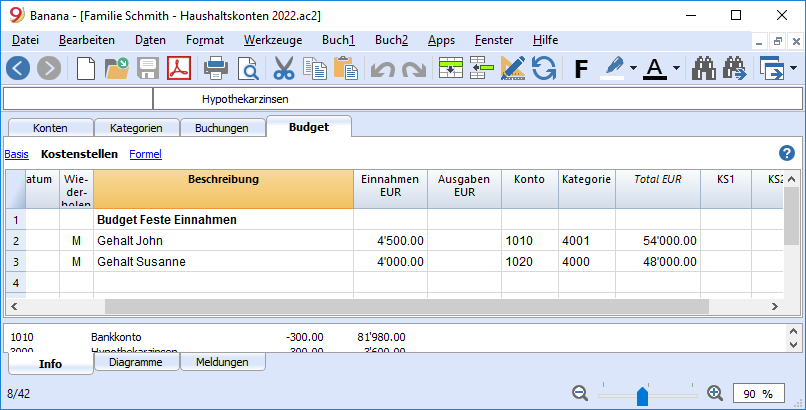 Banana - [Familie Schmith - Haushaltskonten 2022.ac2]
Datei Bearbeiten Daten Format Werkzeuge Buch1 Buch2 Apps Fenster Hilfe
F A
Hypothekarzinsen
Konten Kategorien Buchungen Budget
Basis Kostenstellen Formel
atum Wie-der-holen Beschreibung Einnahmen EUR Ausgaben EUR Konto Kategorie Total EUR KS1 KS2
1 Budget Feste Einnahmen
2 M Gehalt John 4'500.00 1010 4001 54'000.00
3 M Gehalt Susanne 4'000.00 1020 4000 48'000.00
4
1010 Bankkonto -300.00 81'980.00
Hypothekarzinsen
Info Diagramme Meldungen
8/42 90 %